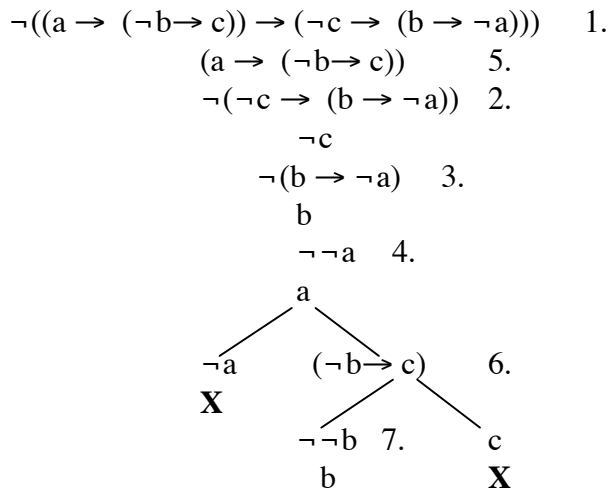 ¬((a → (¬b→ c)) → (¬c → (b → ¬a))) 1.
(a → (¬b→ c)) 5.
¬(¬c → (b → ¬a)) 2.
¬c
¬(b → ¬a) 3.
b
¬¬a 4.
a
¬a (¬b→ c) 6.
X
¬¬b 7. c
b X